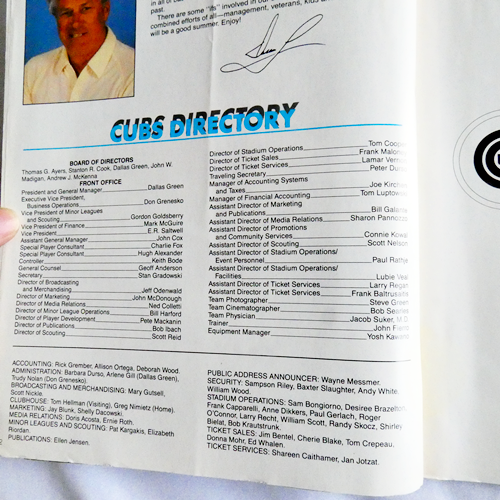 in all of b
past.
There are some "ifs" involved in our s
combined efforts of all—management, veterans, kids
will be a good summer. Enjoy!
CUBS DIRECTORY
BOARD OF DIRECTORS
Thomas G. Ayers, Stanton R. Cook, Dallas Green, John W.
Madigan, Andrew J. McKenna
FRONT OFFICE
President and General Manager Dallas Green
Executive Vice President,
Business Operations Don Grenesko
Vice President of Minor Leagues
and Scouting Gordon Goldsberry
Vice President of Finance Mark McGuire
Vice President E.R. Saltwell
Assistant General Manager John Cox
Special Player Consultant Charlie Fox
Special Player Consultant Hugh Alexander
Controller Keith Bode
General Counsel Geoff Anderson
Secretary Stan Gradowski
Director of Broadcasting
and Merchandising Jeff Odenwald
Director of Marketing John McDonough
Director of Media Relations Ned Colletti
Director of Minor League Operations Bill Harford
Director of Player Development Pete Mackanin
Director of Publications Bob Ibach
Director of Scouting Scott Reid
Director of Stadium Operations Tom Cooper
Director of Ticket Sales Frank Maloney
Director of Ticket Services Lamar Vernon
Traveling Secretary Peter Durso
Manager of Accounting Systems
and Taxes Joe Kirchen
Manager of Financial Accounting Tom Luptowski
Assistant Director of Marketing
and Publications Bill Galante
Assistant Director of Media Relations Sharon Pannozzo
Assistant Director of Promotions
and Community Services Connie Kowal
Assistant Director of Scouting Scott Nelson
Assistant Director of Stadium Operations/
Event Personnel Paul Rathje
Assistant Director of Stadium Operations/
Facilities Lubie Veal
Assistant Director of Ticket Services Larry Regan
Assistant Director of Ticket Services Frank Baltrusaitis
Team Photographer Steve Green
Team Cinematographer Bob Searles
Team Physician Jacob Suker, M.D.
Trainer John Fierro
Equipment Manager Yosh Kawano
ACCOUNTING: Rick Grember, Allison Ortega, Deborah Wood.
ADMINISTRATION: Barbara Durso, Arlene Gill (Dallas Green),
Trudy Nolan (Don Grenesko).
BROADCASTING AND MERCHANDISING: Mary Gutsell,
Scott Nickle.
CLUBHOUSE: Tom Hellman (Visiting), Greg Nimietz (Home).
MARKETING: Jay Blunk, Shelly Dacowski.
MEDIA RELATIONS: Doris Acosta, Ernie Roth.
MINOR LEAGUES AND SCOUTING: Pat Kargakis, Elizabeth
Riordan.
PUBLICATIONS: Ellen Jensen.
PUBLIC ADDRESS ANNOUNCER: Wayne Messmer.
SECURITY: Sampson Riley, Baxter Slaughter, Andy White,
William Wood.
STADIUM OPERATIONS: Sam Bongiorno, Desiree Brazelton,
Frank Capparelli, Anne Dikkers, Paul Gerlach, Roger
O'Connor, Larry Recht, William Scott, Randy Skocz, Shirley
Bielat, Bob Krautstrunk.
TICKET SALES: Jim Bentel, Cherie Blake, Tom Crepeau,
Donna Mohr, Ed Whalen.
TICKET SERVICES: Shareen Caithamer, Jan Jotzat.
2